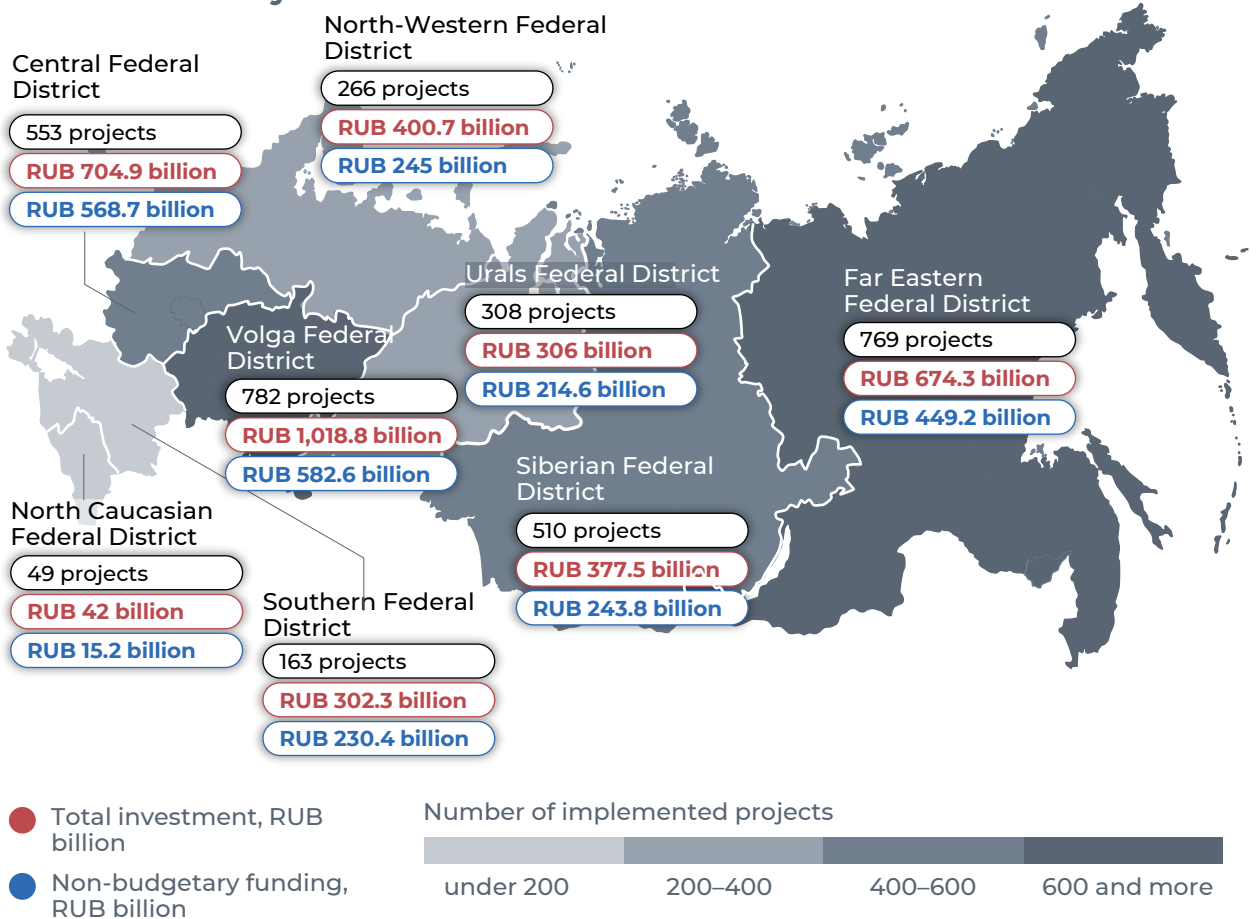 North-Western Federal
District
266 projects
RUB 400.7 billion
RUB 245 billion
Central Federal
District
553 projects
RUB 704.9 billion
RUB 568.7 billion
Urals Federal District
308 projects
RUB 306 billion
RUB 214.6 billion
Far Eastern
Federal District
769 projects
RUB 674.3 billion
RUB 449.2 billion
Volga Federal
District
782 projects
RUB 1,018.8 billion
RUB 582.6 billion
Siberian Federal
District
510 projects
RUB 377.5 billion
RUB 243.8 billion
North Caucasian
Federal District
49 projects
RUB 42 billion
RUB 15.2 billion
Southern Federal
District
163 projects
RUB 302.3 billion
RUB 230.4 billion
Total investment, RUB
billion
Non-budgetary funding,
RUB billion
Number of implemented projects
under 200
200–400
400–600
600 and more